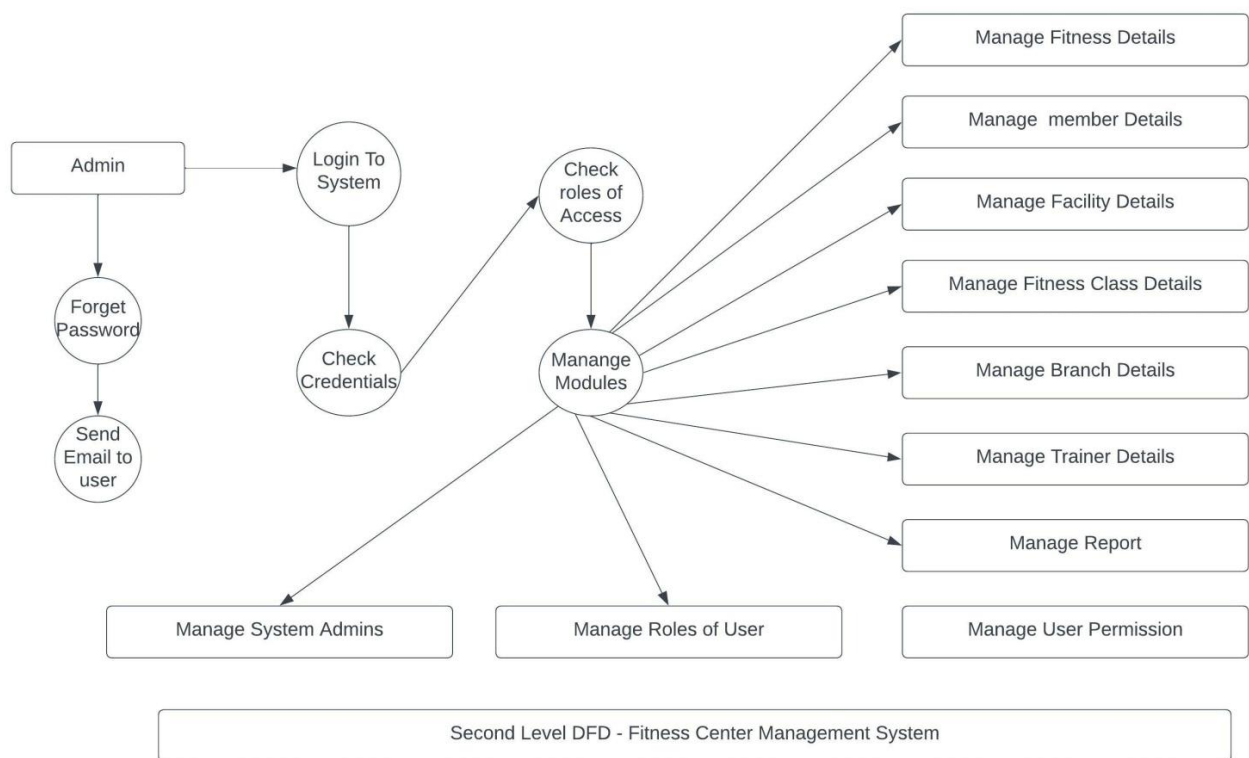 Manage Fitness Details
Manage member Details
Admin
Login To
System
Check
roles of
Access
Manage Facility Details
Manage Fitness Class Details
Forget
Password
Check
Credentials
Manange
Modules
Manage Branch Details
Send
Email to
user
Manage Trainer Details
Manage Report
Manage System Admins
Manage Roles of User
Manage User Permission
Second Level DFD - Fitness Center Management System